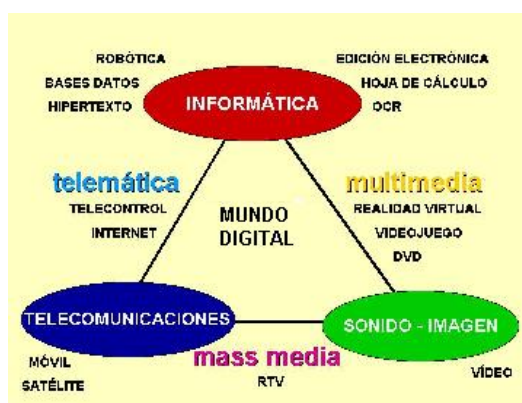 ROBÓTICA
BASES DATOS
HIPERTEXTO
INFORMÁTICA
EDICIÓN ELECTRÓNICA
HOJA DE CÁLCULO
OCR
telemática
TELECONTROL
INTERNET
MUNDO
DIGITAL
multimedia
REALIDAD VIRTUAL
VIDEOJUEGO
DVD
TELECOMUNICACIONES
SONIDO - IMAGEN
MÓVIL
SATÉLITE
mass media
RTV
VÍDEO